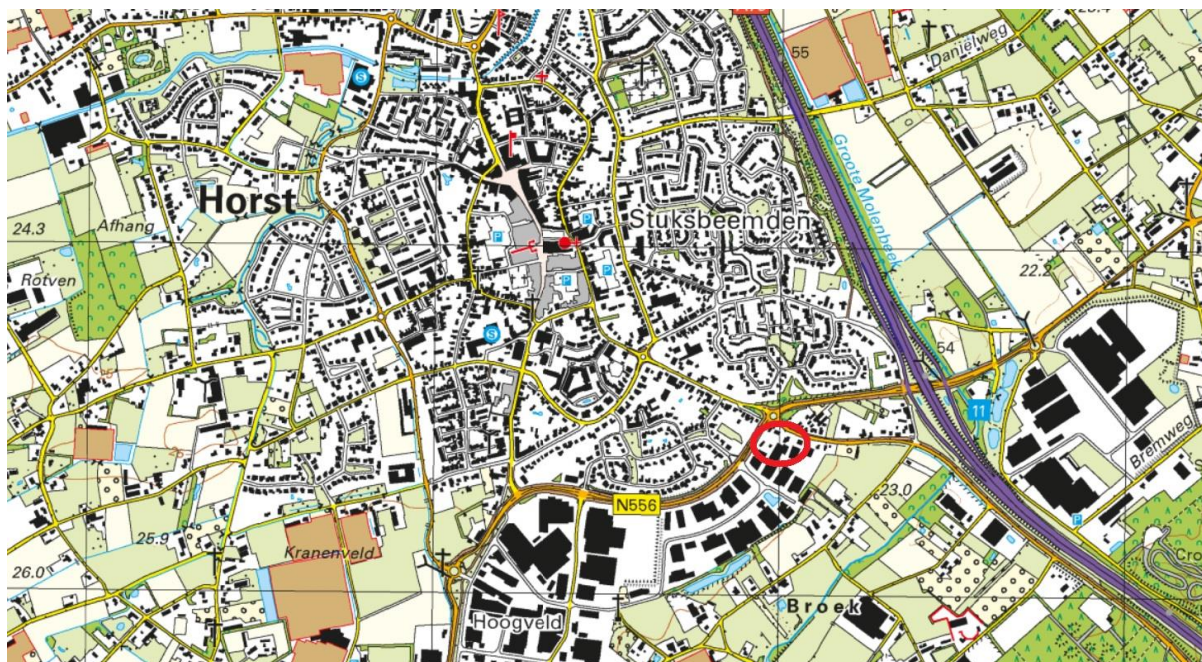 55
Daniëlweg
Groote Molenbeek
Horst
Stuksbeemden
24.3
Afhang
Rotven
S
P
P
P
P
22.2
S
54
11
Bremweg
N556
23.0
P
25.9
Kranenveld
26.0
Hoogveld
Broek